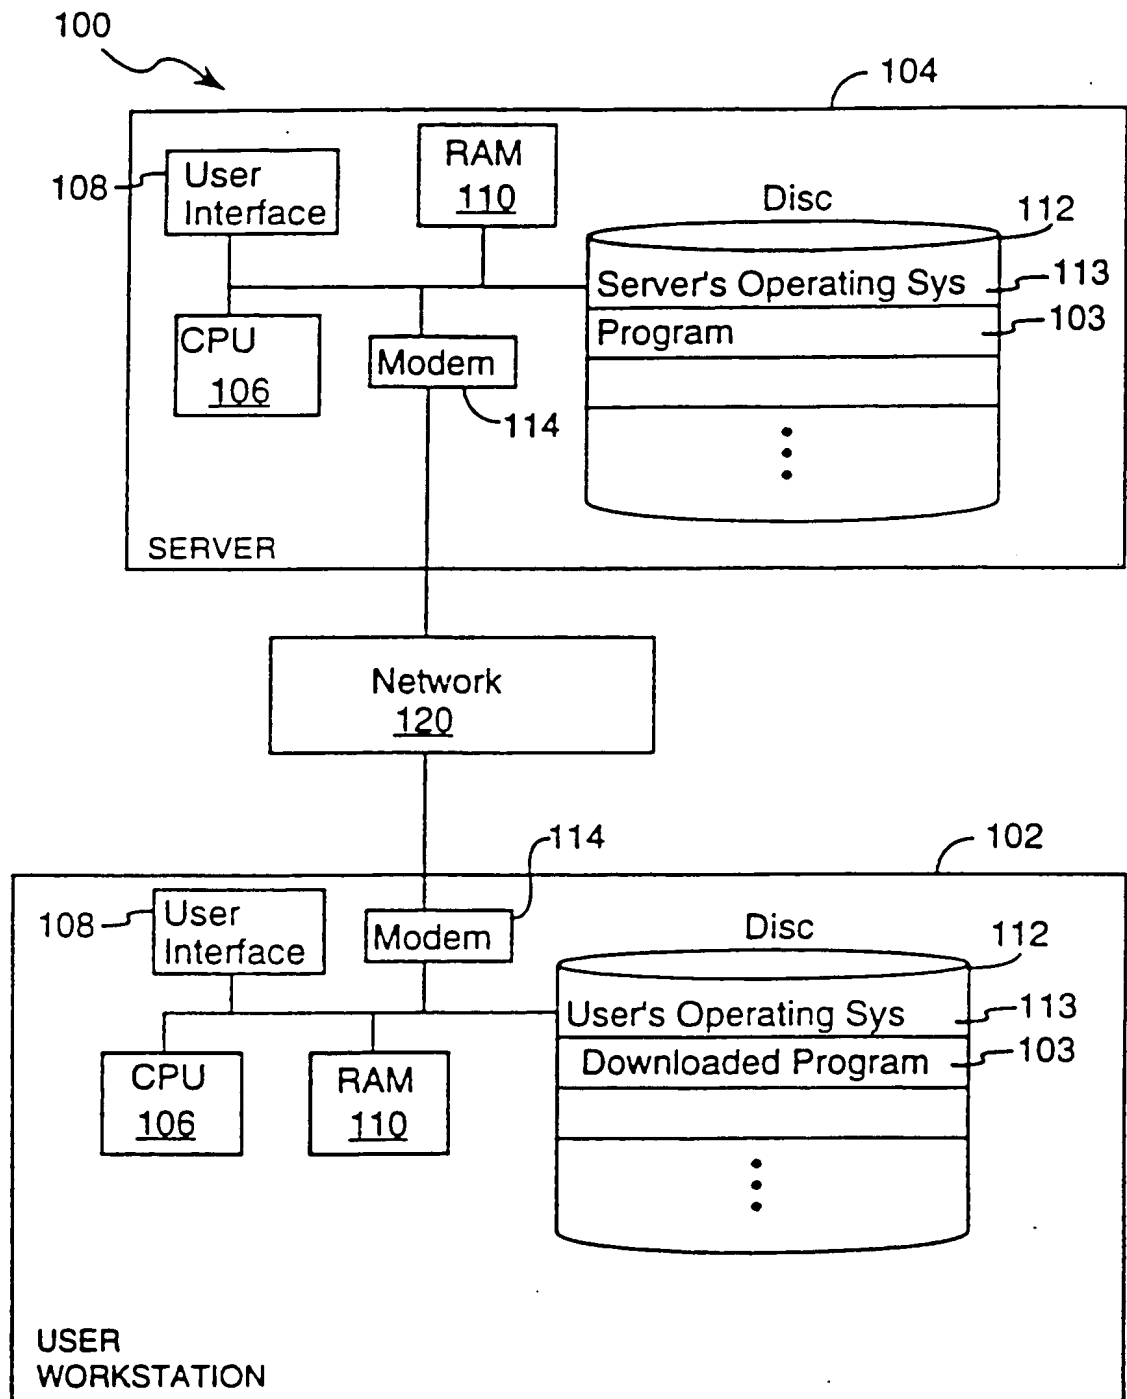 100
104
108
User
Interface
RAM
110
Disc
112
Server's Operating Sys
113
Program
103
CPU
106
Modem
114
SERVER
Network
120
102
114
108
User
Interface
Modem
Disc
112
User's Operating Sys
113
Downloaded Program
103
CPU
106
RAM
110
USER
WORKSTATION